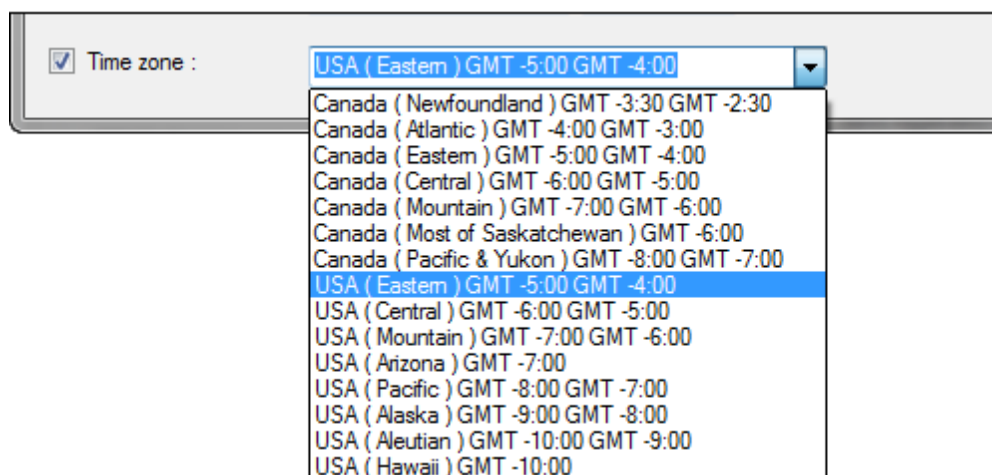 Time zone :
USA ( Eastern ) GMT -5:00 GMT -4:00
Canada ( Newfoundland ) GMT -3:30 GMT -2:30
Canada ( Atlantic ) GMT -4:00 GMT -3:00
Canada ( Eastern ) GMT -5:00 GMT -4:00
Canada ( Central ) GMT -6:00 GMT -5:00
Canada ( Mountain ) GMT -7:00 GMT -6:00
Canada ( Most of Saskatchewan ) GMT -6:00
Canada ( Pacific & Yukon ) GMT -8:00 GMT -7:00
USA ( Eastern ) GMT -5:00 GMT -4:00
USA ( Central ) GMT -6:00 GMT -5:00
USA ( Mountain ) GMT -7:00 GMT -6:00
USA ( Arizona ) GMT -7:00
USA ( Pacific ) GMT -8:00 GMT -7:00
USA ( Alaska ) GMT -9:00 GMT -8:00
USA ( Aleutian ) GMT -10:00 GMT -9:00
USA ( Hawaii ) GMT -10:00